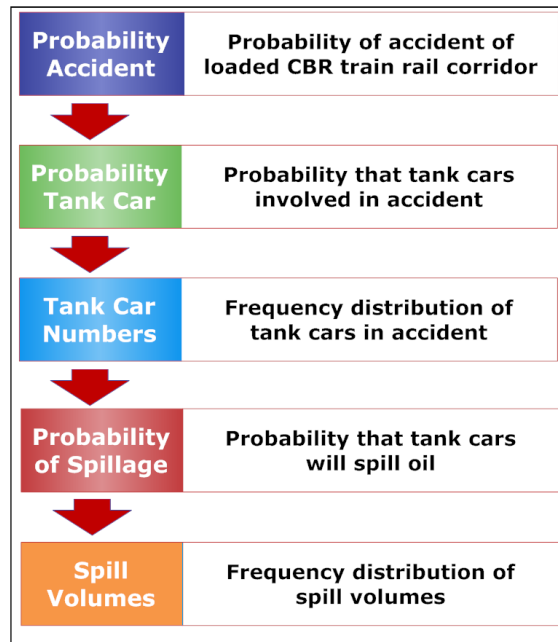 Probability
Accident
Probability of accident of
loaded CBR train rail corridor
Probability
Tank Car
Probability that tank cars
involved in accident
Tank Car
Numbers
Frequency distribution of
tank cars in accident
Probability
of Spillage
Probability that tank cars
will spill oil
Spill
Volumes
Frequency distribution of
spill volumes